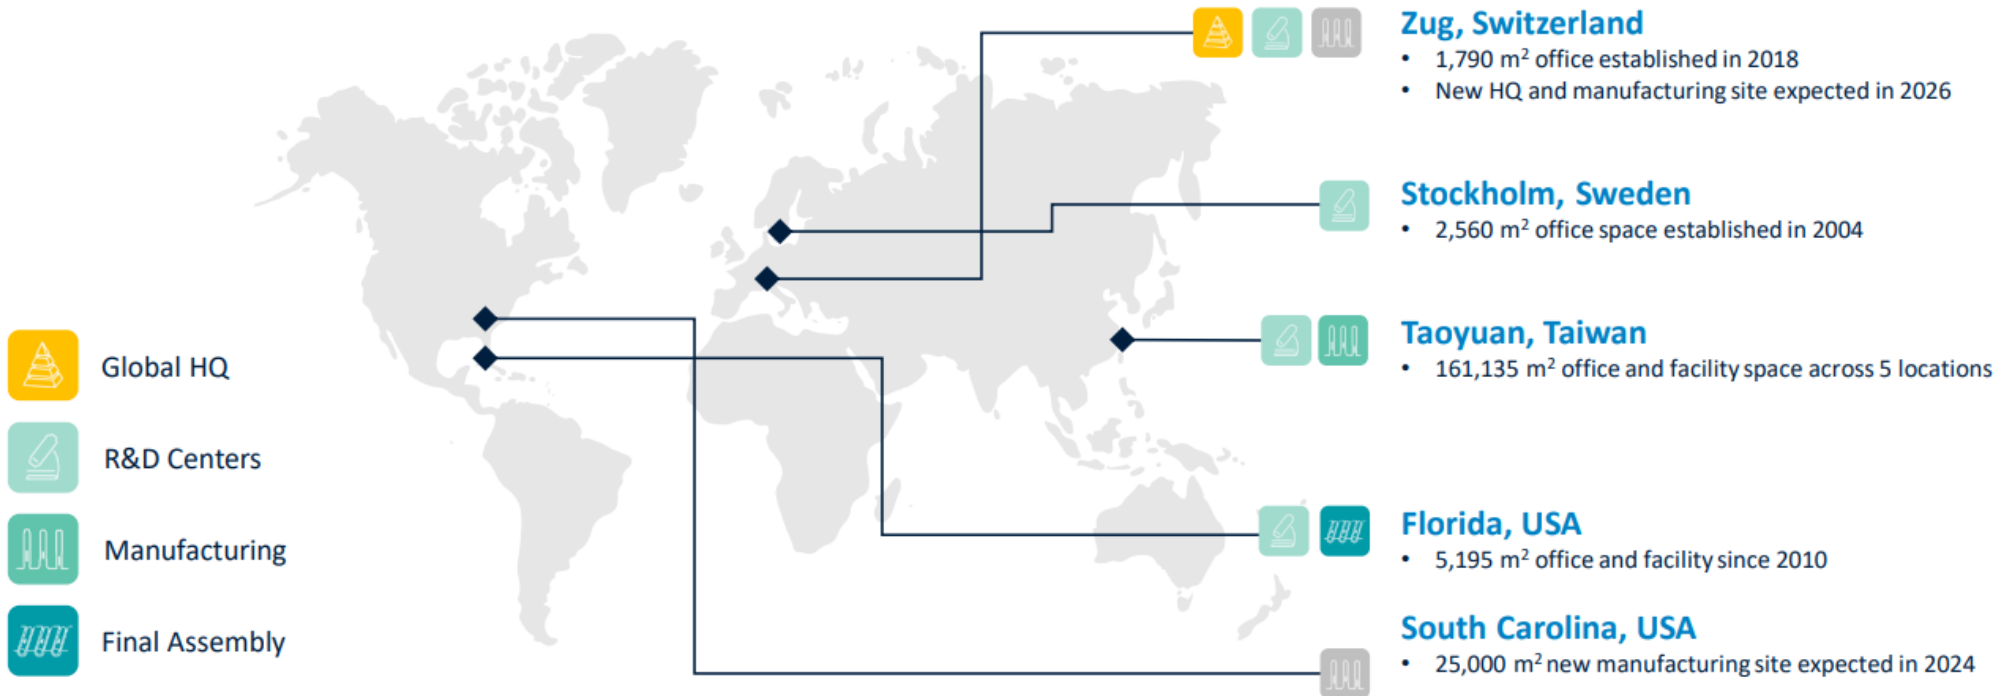 Zug, Switzerland
• 1,790 m² office established in 2018
• New HQ and manufacturing site expected in 2026
Stockholm, Sweden
• 2,560 m² office space established in 2004
Taoyuan, Taiwan
• 161,135 m² office and facility space across 5 locations
Florida, USA
• 5,195 m² office and facility since 2010
South Carolina, USA
• 25,000 m² new manufacturing site expected in 2024
Global HQ
R&D Centers
Manufacturing
Final Assembly